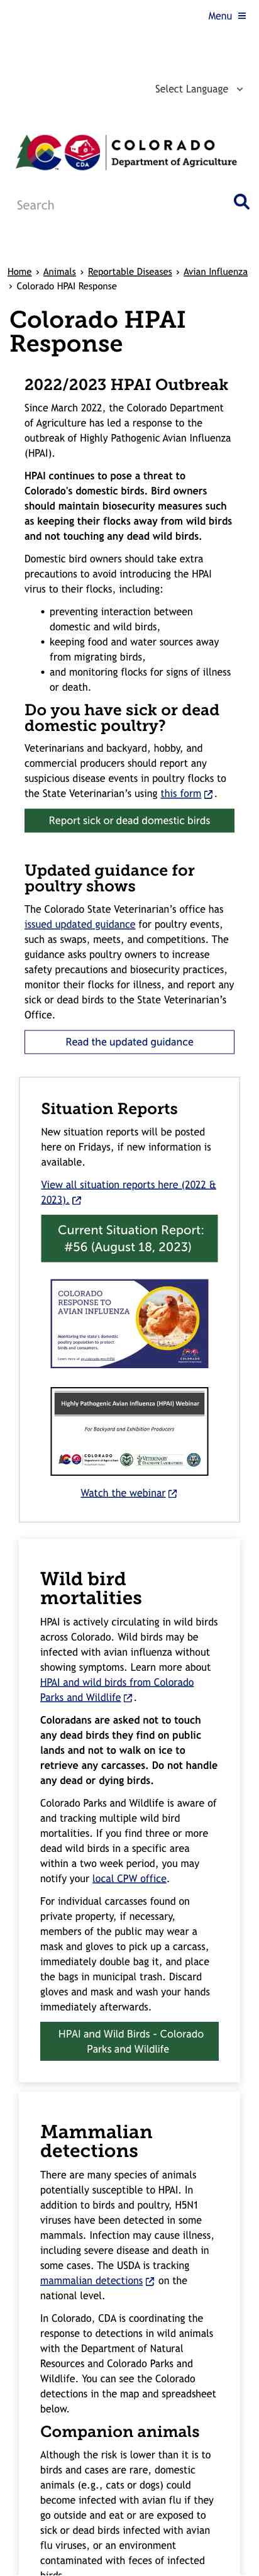 Menu
Select Language
COLORADO
Department of Agriculture
CDA
Search
Home › Animals › Reportable Diseases › Avian Influenza
› Colorado HPAI Response
Colorado HPAI
Response
2022/2023 HPAI Outbreak
Since March 2022, the Colorado Department
of Agriculture has led a response to the
outbreak of Highly Pathogenic Avian Influenza
(HPAI).
HPAI continues to pose a threat to
Colorado's domestic birds. Bird owners
should maintain biosecurity measures such
as keeping their flocks away from wild birds
and not touching any dead wild birds.
Domestic bird owners should take extra
precautions to avoid introducing the HPAI
virus to their flocks, including:
• preventing interaction between
domestic and wild birds,
• keeping food and water sources away
from migrating birds,
• and monitoring flocks for signs of illness
or death.
Do you have sick or dead
domestic poultry?
Veterinarians and backyard, hobby, and
commercial producers should report any
suspicious disease events in poultry flocks to
the State Veterinarian’s using this form.
Report sick or dead domestic birds
Updated guidance for
poultry shows
The Colorado State Veterinarian’s office has
issued updated guidance for poultry events,
such as swaps, meets, and competitions. The
guidance asks poultry owners to increase
safety precautions and biosecurity practices,
monitor their flocks for illness, and report any
sick or dead birds to the State Veterinarian’s
Office.
Read the updated guidance
Situation Reports
New situation reports will be posted
here on Fridays, if new information is
available.
View all situation reports here (2022 &
2023).
Current Situation Report:
#56 (August 18, 2023)
COLORADO
RESPONSE TO
AVIAN INFLUENZA
Monitoring the state's domestic
poultry population to protect
birds and consumers.
Highly Pathogenic Avian Influenza (HPAI) Webinar
For Backyard and Exhibition Producers
Watch the webinar
Wild bird
mortalities
HPAI is actively circulating in wild birds
across Colorado. Wild birds may be
infected with avian influenza without
showing symptoms. Learn more about
HPAI and wild birds from Colorado
Parks and Wildlife.
Coloradans are asked not to touch
any dead birds they find on public
lands and not to walk on ice to
retrieve any carcasses. Do not handle
any dead or dying birds.
Colorado Parks and Wildlife is aware of
and tracking multiple wild bird
mortalities. If you find three or more
dead wild birds in a specific area
within a two week period, you may
notify your local CPW office.
For individual carcasses found on
private property, if necessary,
members of the public may wear a
mask and gloves to pick up a carcass,
immediately double bag it, and place
the bags in municipal trash. Discard
gloves and mask and wash your hands
immediately afterwards.
HPAI and Wild Birds - Colorado
Parks and Wildlife
Mammalian
detections
There are many species of animals
potentially susceptible to HPAI. In
addition to birds and poultry, H5N1
viruses have been detected in some
mammals. Infection may cause illness,
including severe disease and death in
some cases. The USDA is tracking
mammalian detections on the
national level.
In Colorado, CDA is coordinating the
response to detections in wild animals
with the Department of Natural
Resources and Colorado Parks and
Wildlife. You can see the Colorado
detections in the map and spreadsheet
below.
Companion animals
Although the risk is lower than it is to
birds and cases are rare, domestic
animals (e.g., cats or dogs) could
become infected with avian flu if they
go outside and eat or are exposed to
sick or dead birds infected with avian
flu viruses, or an environment
contaminated with feces of infected